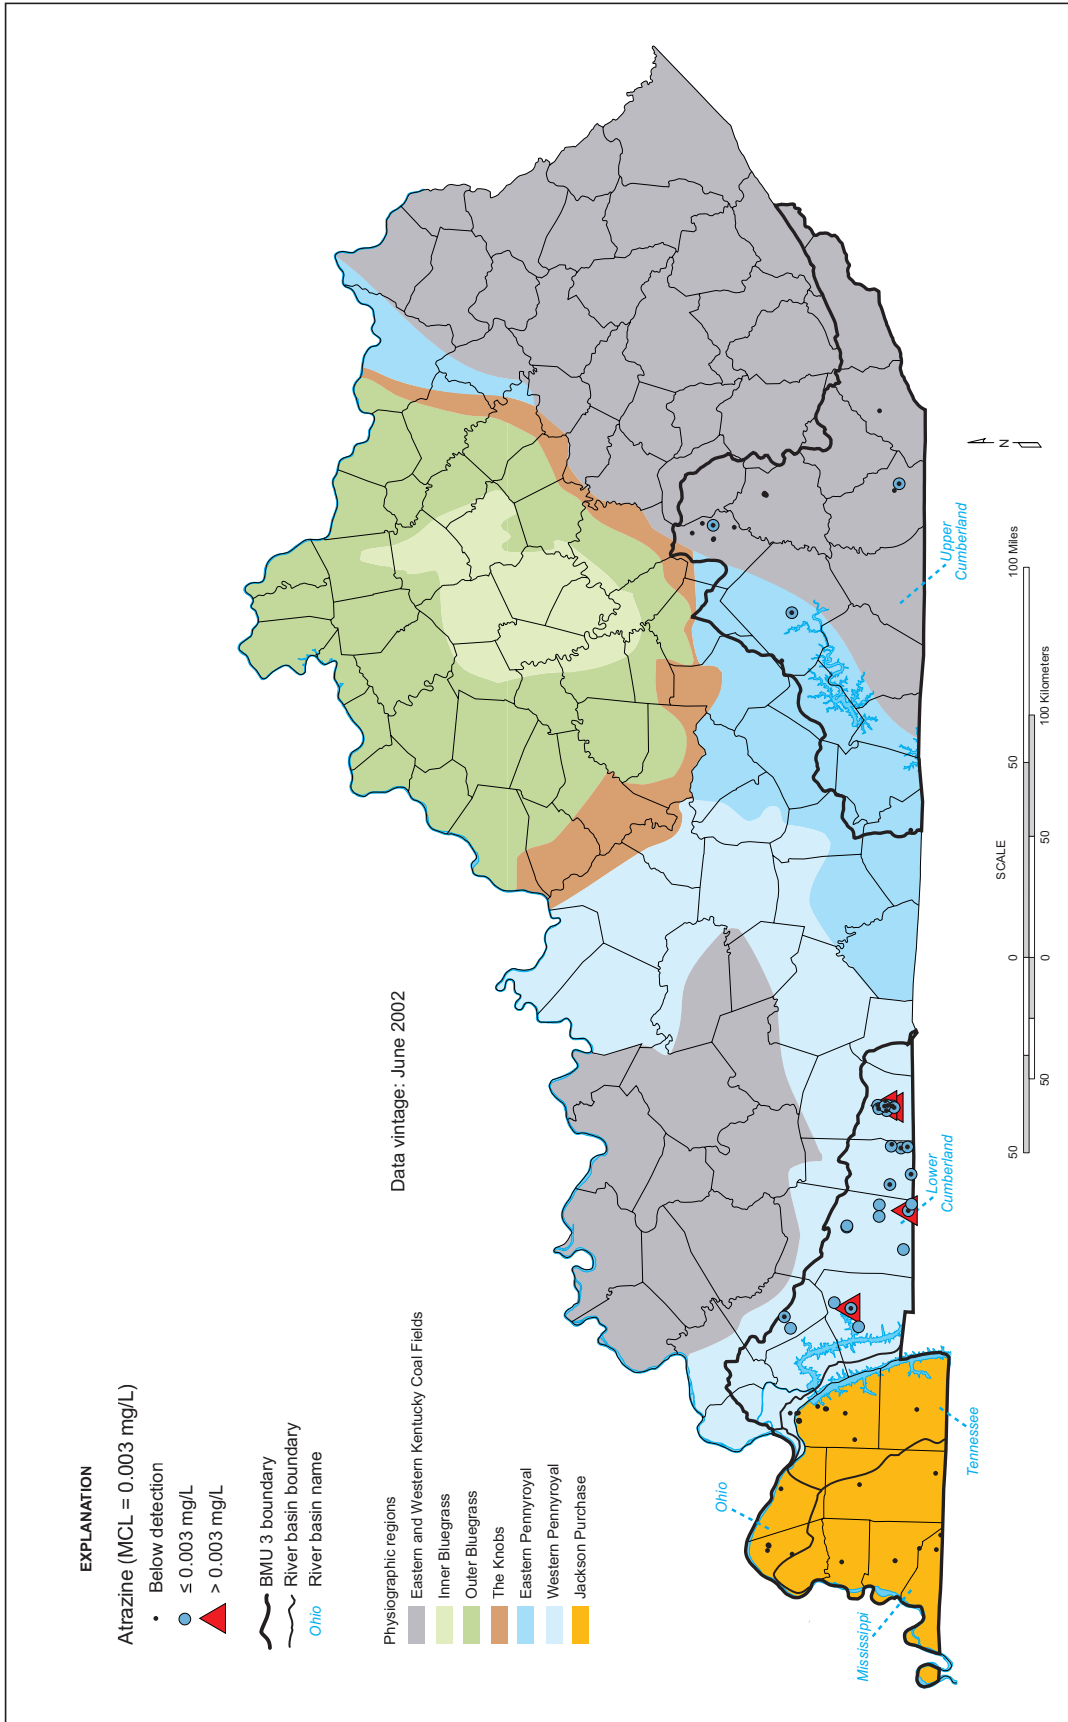 EXPLANATION
Atrazine (MCL = 0.003 mg/L)
Below detection
≤ 0.003 mg/L
> 0.003 mg/L
BMU 3 boundary
River basin boundary
Ohio River basin name
Physiographic regions
Eastern and Western Kentucky Coal Fields
Inner Bluegrass
Outer Bluegrass
The Knobs
Eastern Pennyroyal
Western Pennyroyal
Jackson Purchase
Data vintage: June 2002
Ohio
Mississippi
Tennessee
Lower
Cumberland
Upper
Cumberland
N
SCALE
50 0 50 100 Miles
50 0 50 100 Kilometers